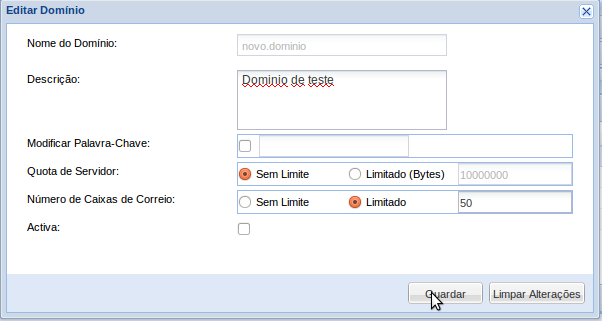 Editar Domínio
Nome do Domínio: novo.dominio
Descrição: Dominio de teste
Modificar Palavra-Chave:
Quota de Servidor: Sem Limite Limitado (Bytes) 10000000
Número de Caixas de Correio: Sem Limite Limitado 50
Activa:
Guardar Limpar Alterações